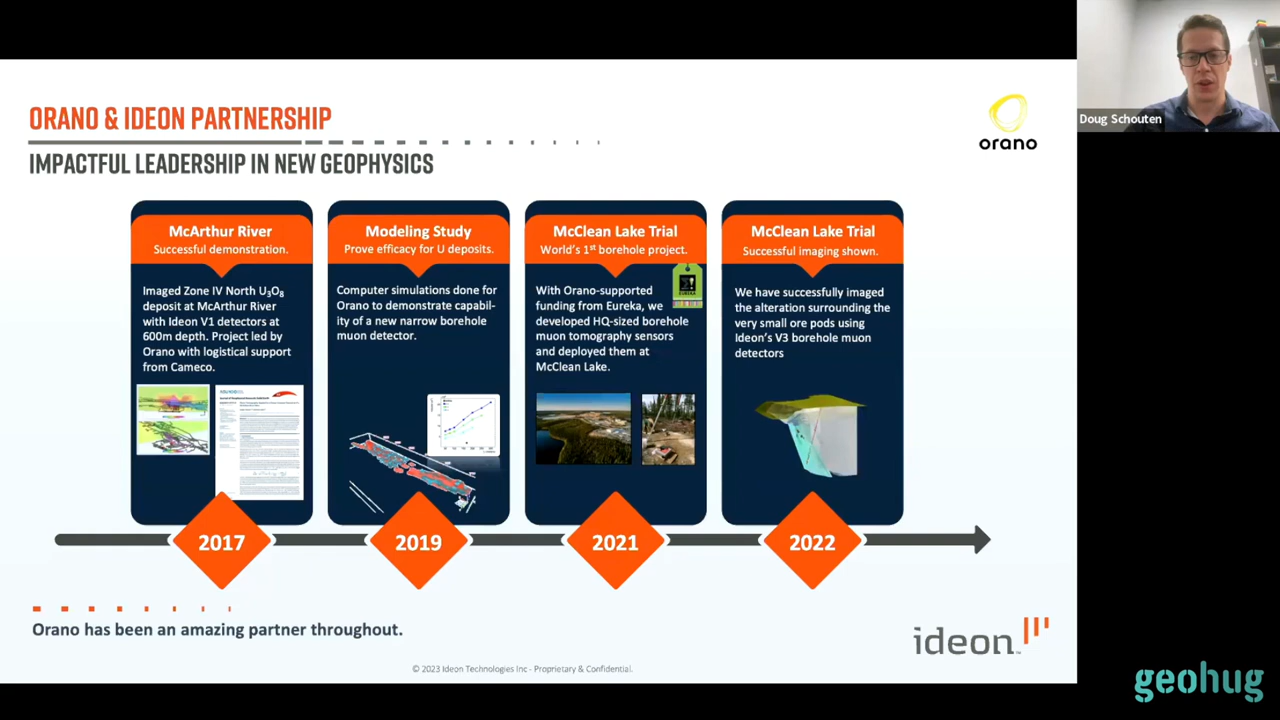 ORANO & IDEON PARTNERSHIP
IMPACTFUL LEADERSHIP IN NEW GEOPHYSICS
orano
Doug Schouten
McArthur River
Successful demonstration.
Imaged Zone IV North U₃O₈
deposit at McArthur River
with Ideon V1 detectors at
600m depth. Project led by
Orano with logistical support
from Cameco.
2017
Modeling Study
Prove efficacy for U deposits.
Computer simulations done for
Orano to demonstrate capabil-
ity of a new narrow borehole
muon detector.
2019
McClean Lake Trial
World's 1st borehole project.
EUREKA
With Orano-supported
funding from Eureka, we
developed HQ-sized borehole
muon tomography sensors
and deployed them at
McClean Lake.
2021
McClean Lake Trial
Successful imaging shown.
We have successfully imaged
the alteration surrounding the
very small ore pods using
Ideon's V3 borehole muon
detectors
2022
Orano has been an amazing partner throughout.
ideon
© 2023 Ideon Technologies Inc - Proprietary & Confidential.
geohug